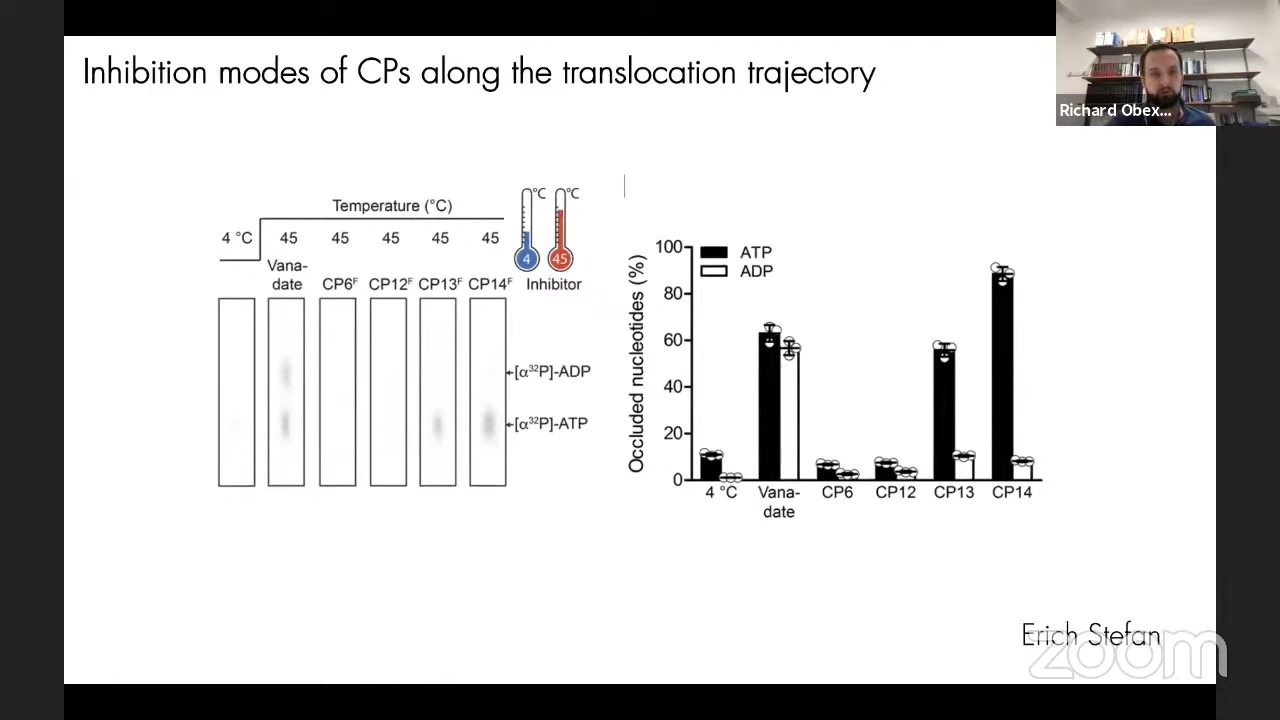 Inhibition modes of CPs along the translocation trajectory
Richard Obex...
Temperature (°C)
°C °C
4 °C 45 45 45 45 45
Vana-
date CP6ᶠ CP12ᶠ CP13ᶠ CP14ᶠ Inhibitor
4 45
[α³²P]-ADP
[α³²P]-ATP
Occluded nucleotides (%)
100
80
60
40
20
0
ATP
ADP
4 °C Vana- CP6 CP12 CP13 CP14
date
Erich Stefan
zoom